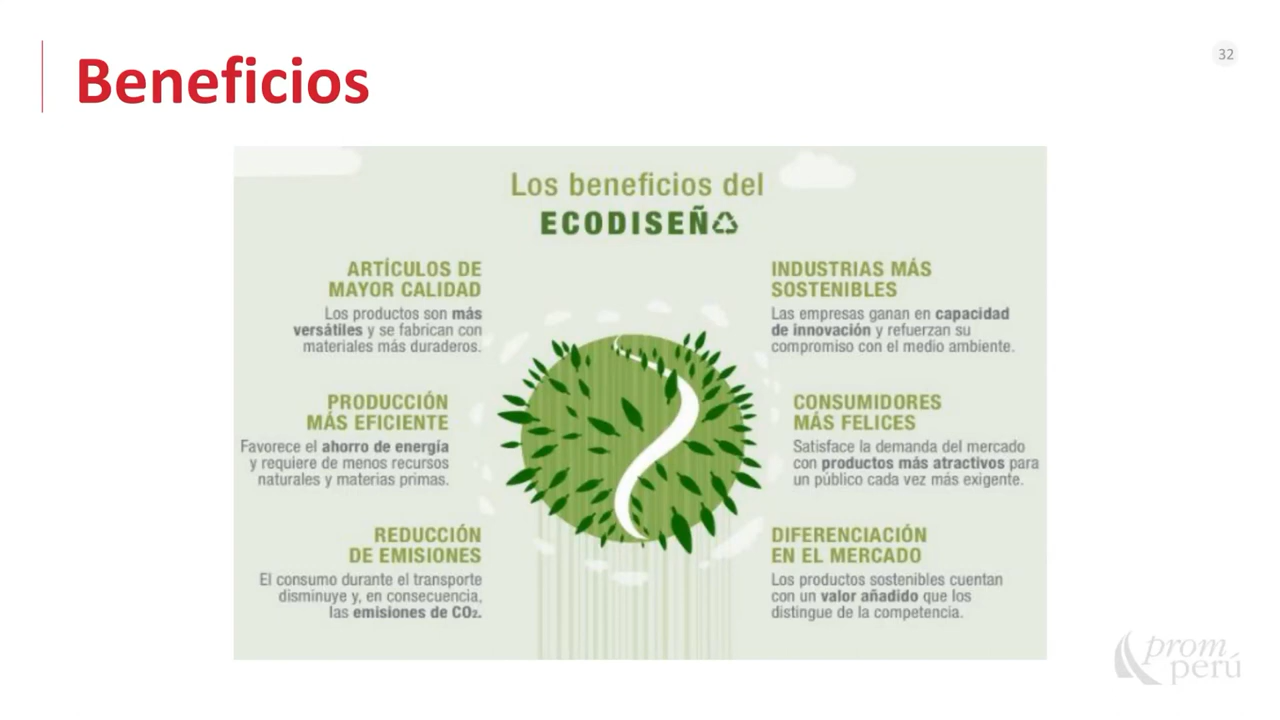 Beneficios
32
Los beneficios del
ECODISEÑ
ARTÍCULOS DE
MAYOR CALIDAD
Los productos son más
versátiles y se fabrican con
materiales más duraderos.
PRODUCCIÓN
MÁS EFICIENTE
Favorece el ahorro de energía
y requiere de menos recursos
naturales y materias primas.
REDUCCIÓN
DE EMISIONES
El consumo durante el transporte
disminuye y, en consecuencia,
las emisiones de CO₂.
INDUSTRIAS MÁS
SOSTENIBLES
Las empresas ganan en capacidad
de innovación y refuerzan su
compromiso con el medio ambiente.
CONSUMIDORES
MÁS FELICES
Satisface la demanda del mercado
con productos más atractivos para
un público cada vez más exigente.
DIFERENCIACIÓN
EN EL MERCADO
Los productos sostenibles cuentan
con un valor añadido que los
distingue de la competencia.
prom
perú